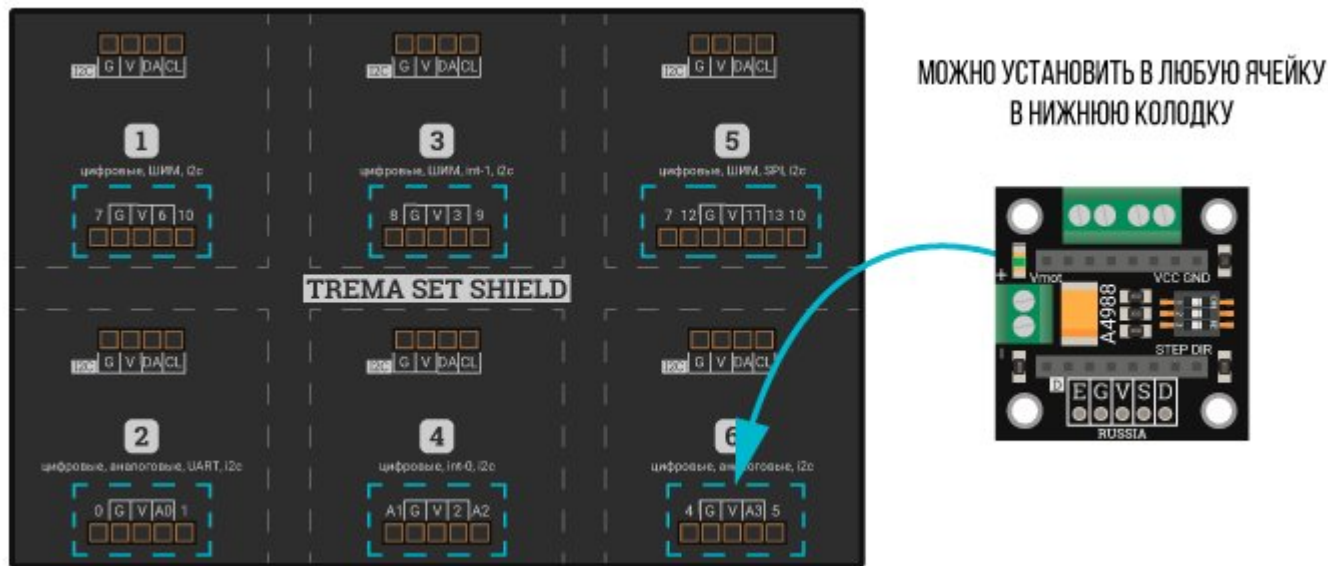 I2C G V DA CL
I2C G V DA CL
I2C G V DA CL
1
3
5
цифровые, ШИМ, i2c
цифровые, ШИМ, int-1, i2c
цифровые, ШИМ, SPI, i2c
7 G V 6 10
8 G V 3 9
7 12 G V 11 13 10
TREMA SET SHIELD
I2C G V DA CL
I2C G V DA CL
I2C G V DA CL
2
4
6
цифровые, аналоговые, UART, i2c
цифровые, int-0, i2c
цифровые, аналоговые, i2c
0 G V A0 1
A1 G V 2 A2
4 G V A3 5
МОЖНО УСТАНОВИТЬ В ЛЮБУЮ ЯЧЕЙКУ
В НИЖНЮЮ КОЛОДКУ
+ Vmot VCC GND
A4988
STEP DIR
-
D
E G V S D
RUSSIA